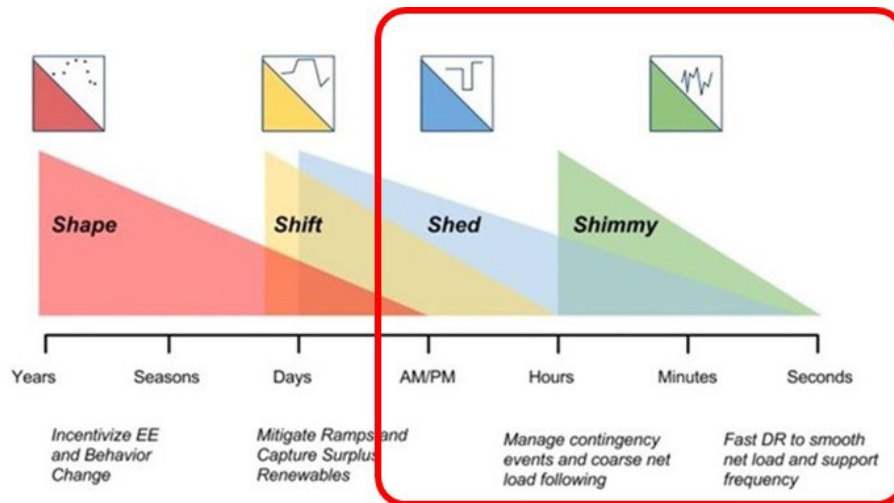 Shape
Shift
Shed
Shimmy
Years
Seasons
Days
AM/PM
Hours
Minutes
Seconds
Incentivize EE
and Behavior
Change
Mitigate Ramps and
Capture Surplus
Renewables
Manage contingency
events and coarse net
load following
Fast DR to smooth
net load and support
frequency